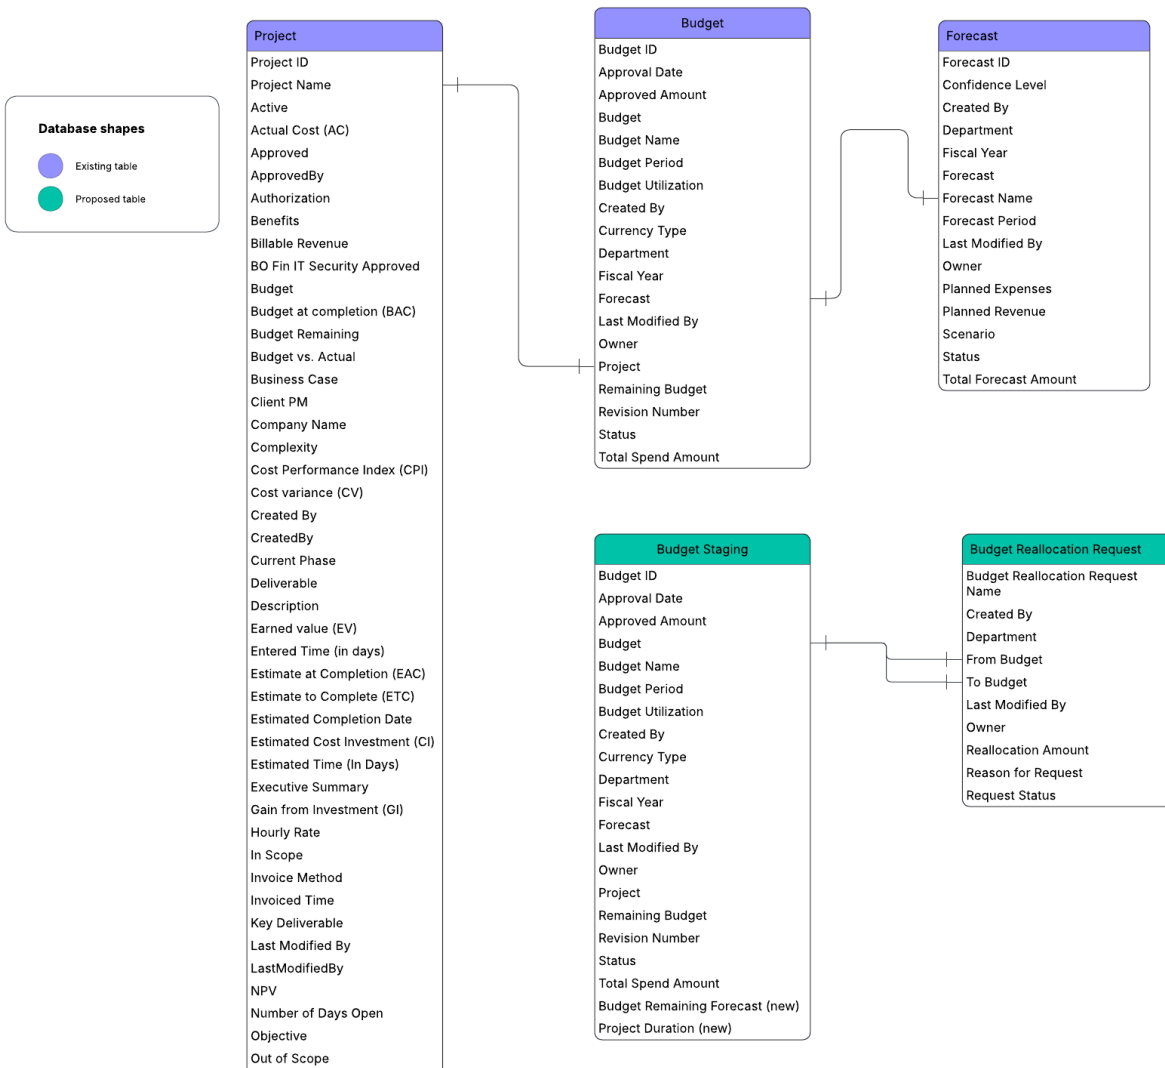 Database shapes
Existing table
Proposed table
Project
Project ID
Project Name
Active
Actual Cost (AC)
Approved
ApprovedBy
Authorization
Benefits
Billable Revenue
BO Fin IT Security Approved
Budget
Budget at completion (BAC)
Budget Remaining
Budget vs. Actual
Business Case
Client PM
Company Name
Complexity
Cost Performance Index (CPI)
Cost variance (CV)
Created By
CreatedBy
Current Phase
Deliverable
Description
Earned value (EV)
Entered Time (in days)
Estimate at Completion (EAC)
Estimate to Complete (ETC)
Estimated Completion Date
Estimated Cost Investment (CI)
Estimated Time (In Days)
Executive Summary
Gain from Investment (GI)
Hourly Rate
In Scope
Invoice Method
Invoiced Time
Key Deliverable
Last Modified By
LastModifiedBy
NPV
Number of Days Open
Objective
Out of Scope
Budget
Budget ID
Approval Date
Approved Amount
Budget
Budget Name
Budget Period
Budget Utilization
Created By
Currency Type
Department
Fiscal Year
Forecast
Last Modified By
Owner
Project
Remaining Budget
Revision Number
Status
Total Spend Amount
Forecast
Forecast ID
Confidence Level
Created By
Department
Fiscal Year
Forecast
Forecast Name
Forecast Period
Last Modified By
Owner
Planned Expenses
Planned Revenue
Scenario
Status
Total Forecast Amount
Budget Staging
Budget ID
Approval Date
Approved Amount
Budget
Budget Name
Budget Period
Budget Utilization
Created By
Currency Type
Department
Fiscal Year
Forecast
Last Modified By
Owner
Project
Remaining Budget
Revision Number
Status
Total Spend Amount
Budget Remaining Forecast (new)
Project Duration (new)
Budget Reallocation Request
Budget Reallocation Request
Name
Created By
Department
From Budget
To Budget
Last Modified By
Owner
Reallocation Amount
Reason for Request
Request Status